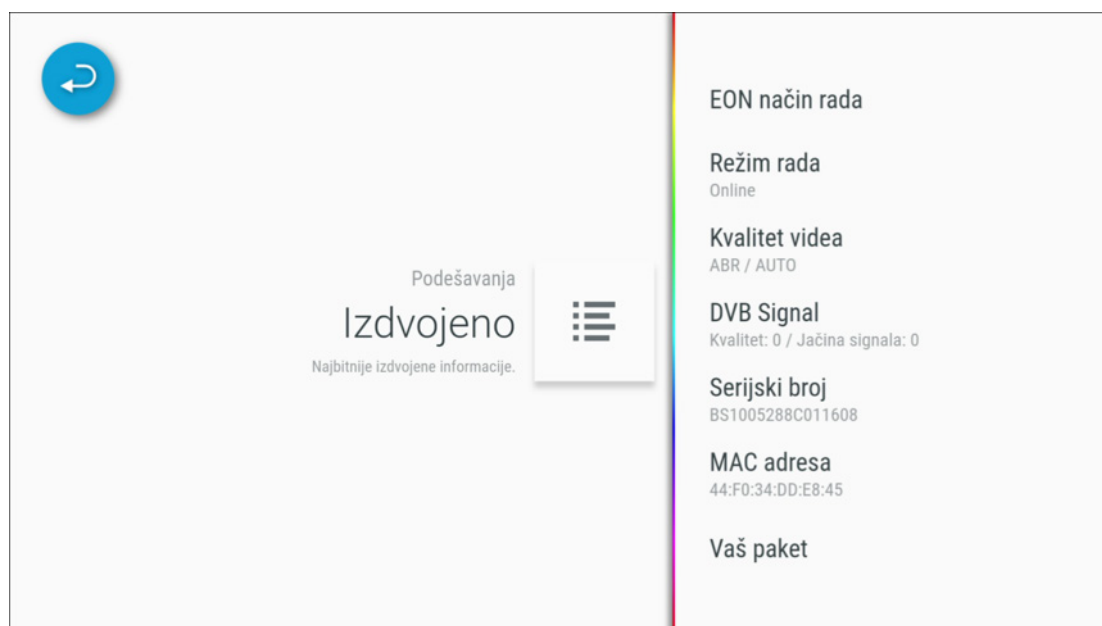 Podešavanja
Izdvojeno
Najbitnije izdvojene informacije.
EON način rada
Režim rada
Online
Kvalitet videa
ABR / AUTO
DVB Signal
Kvalitet: 0 / Jačina signala: 0
Serijski broj
BS1005288C011608
MAC adresa
44:F0:34:DD:E8:45
Vaš paket